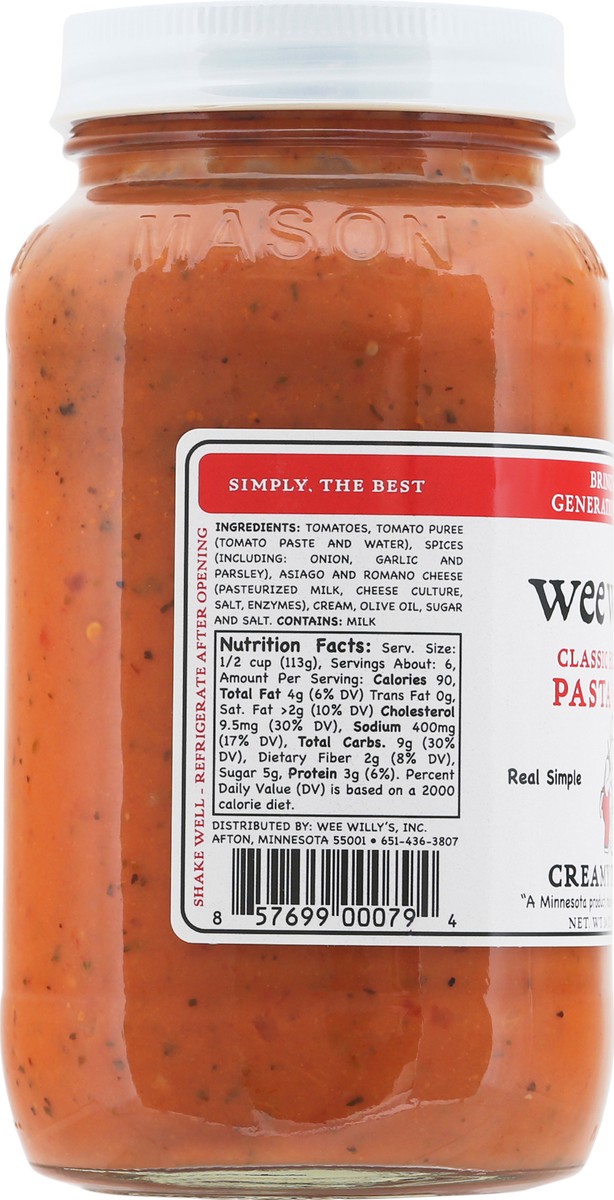 MASON
SIMPLY, THE BEST
SHAKE WELL - REFRIGERATE AFTER OPENING
INGREDIENTS: TOMATOES, TOMATO PUREE
(TOMATO PASTE AND WATER), SPICES
(INCLUDING: ONION, GARLIC AND
PARSLEY), ASIAGO AND ROMANO CHEESE
(PASTEURIZED MILK, CHEESE CULTURE,
SALT, ENZYMES), CREAM, OLIVE OIL, SUGAR
AND SALT. CONTAINS: MILK
Nutrition Facts: Serv. Size:
1/2 cup (113g), Servings About: 6,
Amount Per Serving: Calories 90,
Total Fat 4g (6% DV) Trans Fat 0g,
Sat. Fat >2g (10% DV) Cholesterol
9.5mg (30% DV), Sodium 400mg
(17% DV), Total Carbs. 9g (30%
DV), Dietary Fiber 2g (8% DV),
Sugar 5g, Protein 3g (6%). Percent
Daily Value (DV) is based on a 2000
calorie diet.
DISTRIBUTED BY: WEE WILLY'S, INC.
AFTON, MINNESOTA 55001 • 651-436-3807
8 57699 00079 4
wee
CLASSIC
PASTA
Real Simple
"A Minnesota
NET. WT.